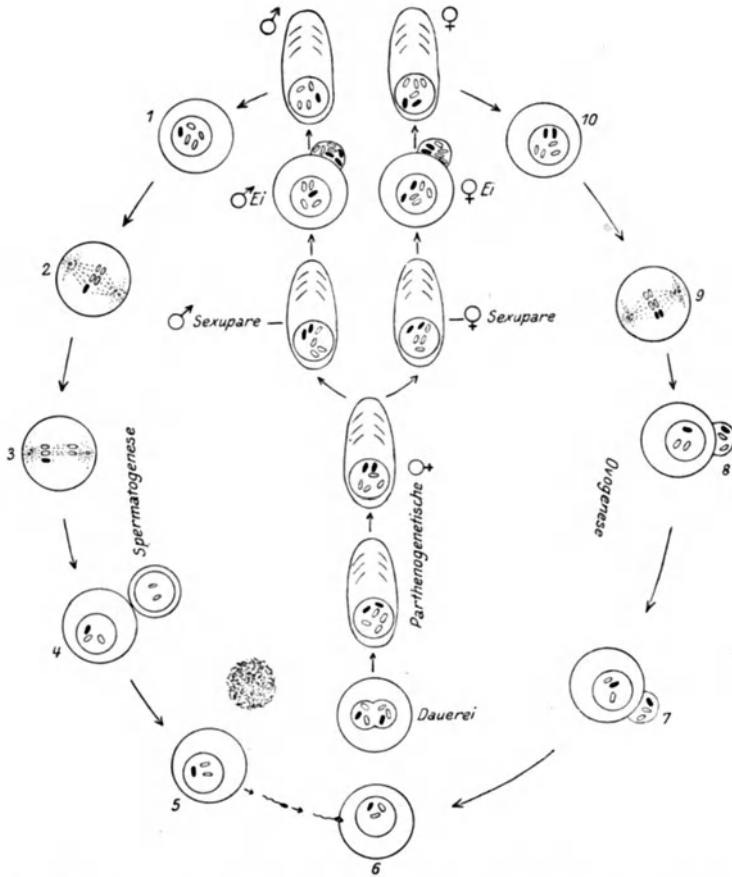 ♂ ♀
1
10
♂ Ei ♀ Ei
2
9
♂ Sexupare ♀ Sexupare
3
Spermatogenese
Parthenogenetische ♀
Ovogenese
8
4
7
Dauerei
5
6